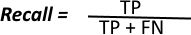 Recall = TP
TP + FN